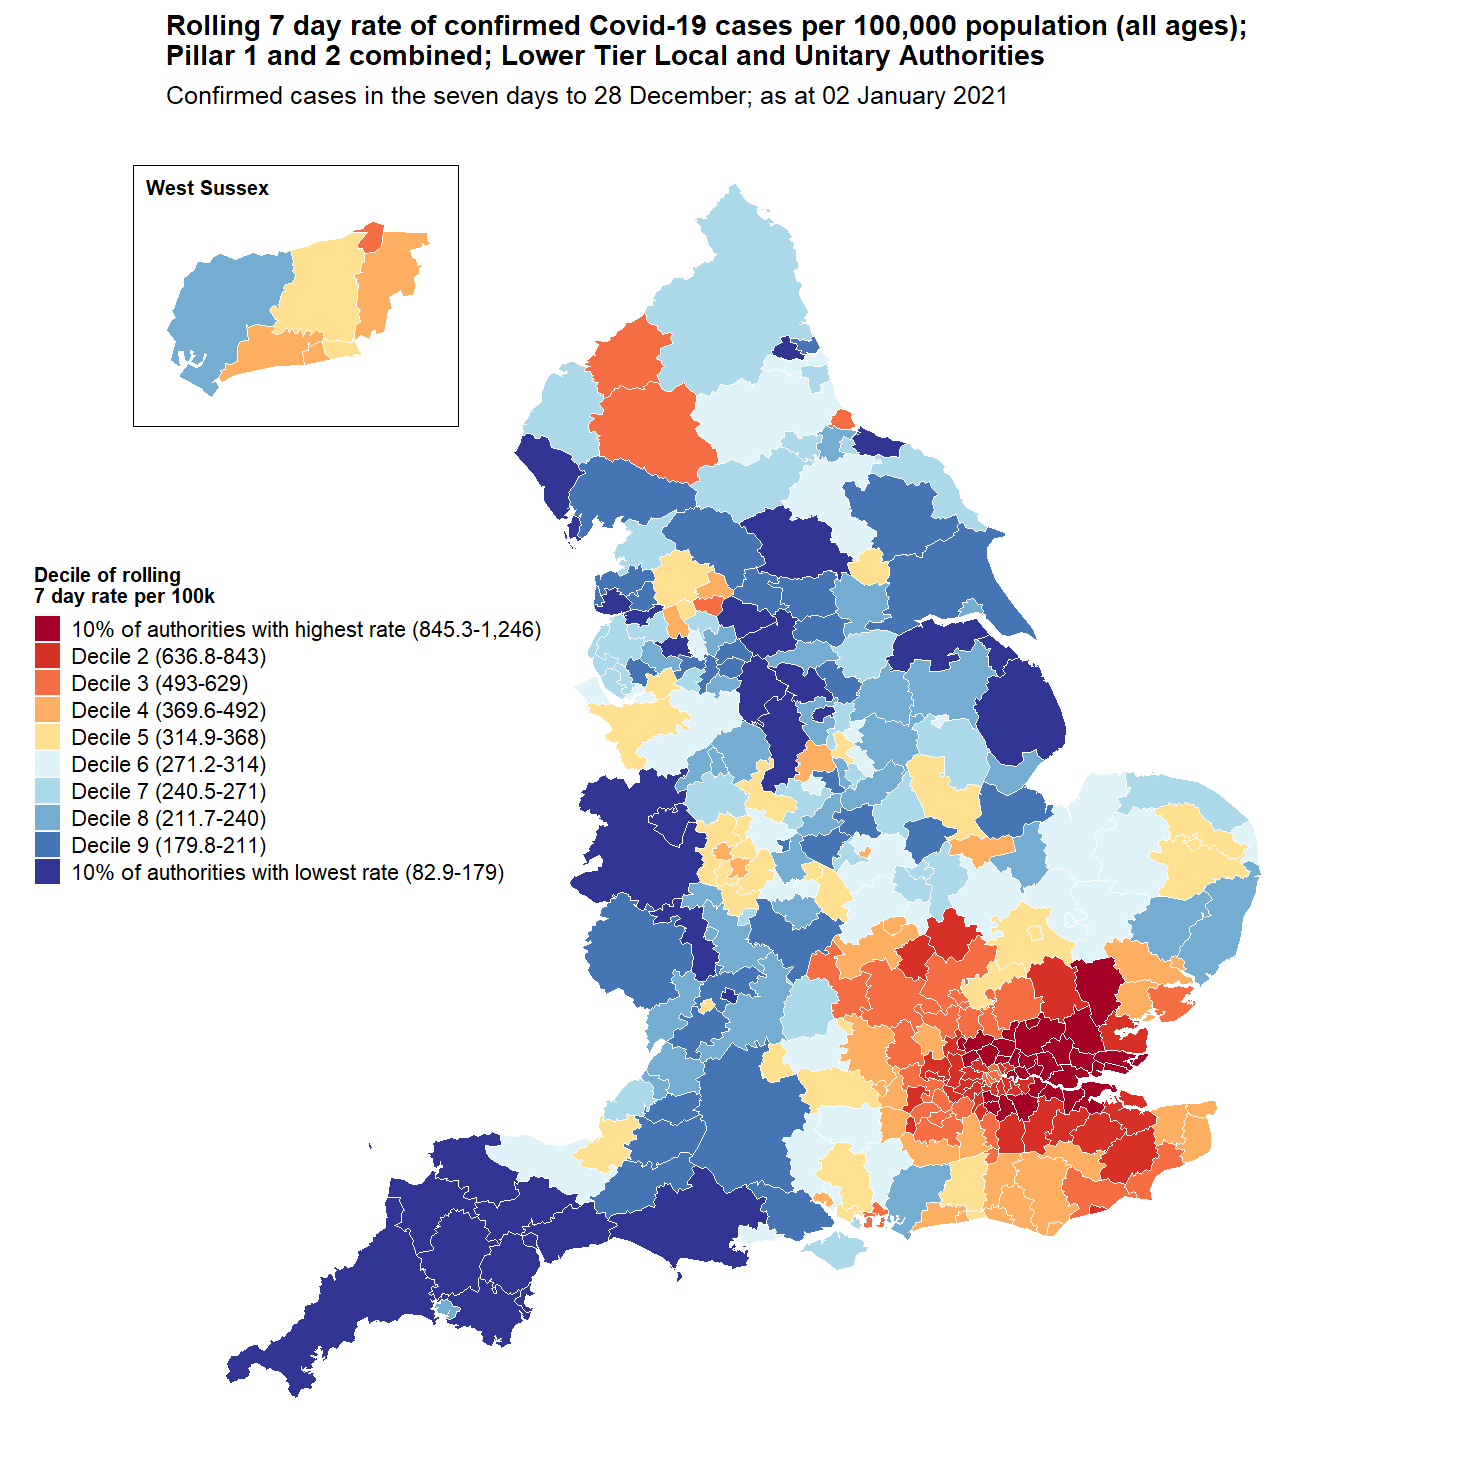 Rolling 7 day rate of confirmed Covid-19 cases per 100,000 population (all ages);
Pillar 1 and 2 combined; Lower Tier Local and Unitary Authorities
Confirmed cases in the seven days to 28 December; as at 02 January 2021
West Sussex
Decile of rolling
7 day rate per 100k
10% of authorities with highest rate (845.3-1,246)
Decile 2 (636.8-843)
Decile 3 (493-629)
Decile 4 (369.6-492)
Decile 5 (314.9-368)
Decile 6 (271.2-314)
Decile 7 (240.5-271)
Decile 8 (211.7-240)
Decile 9 (179.8-211)
10% of authorities with lowest rate (82.9-179)